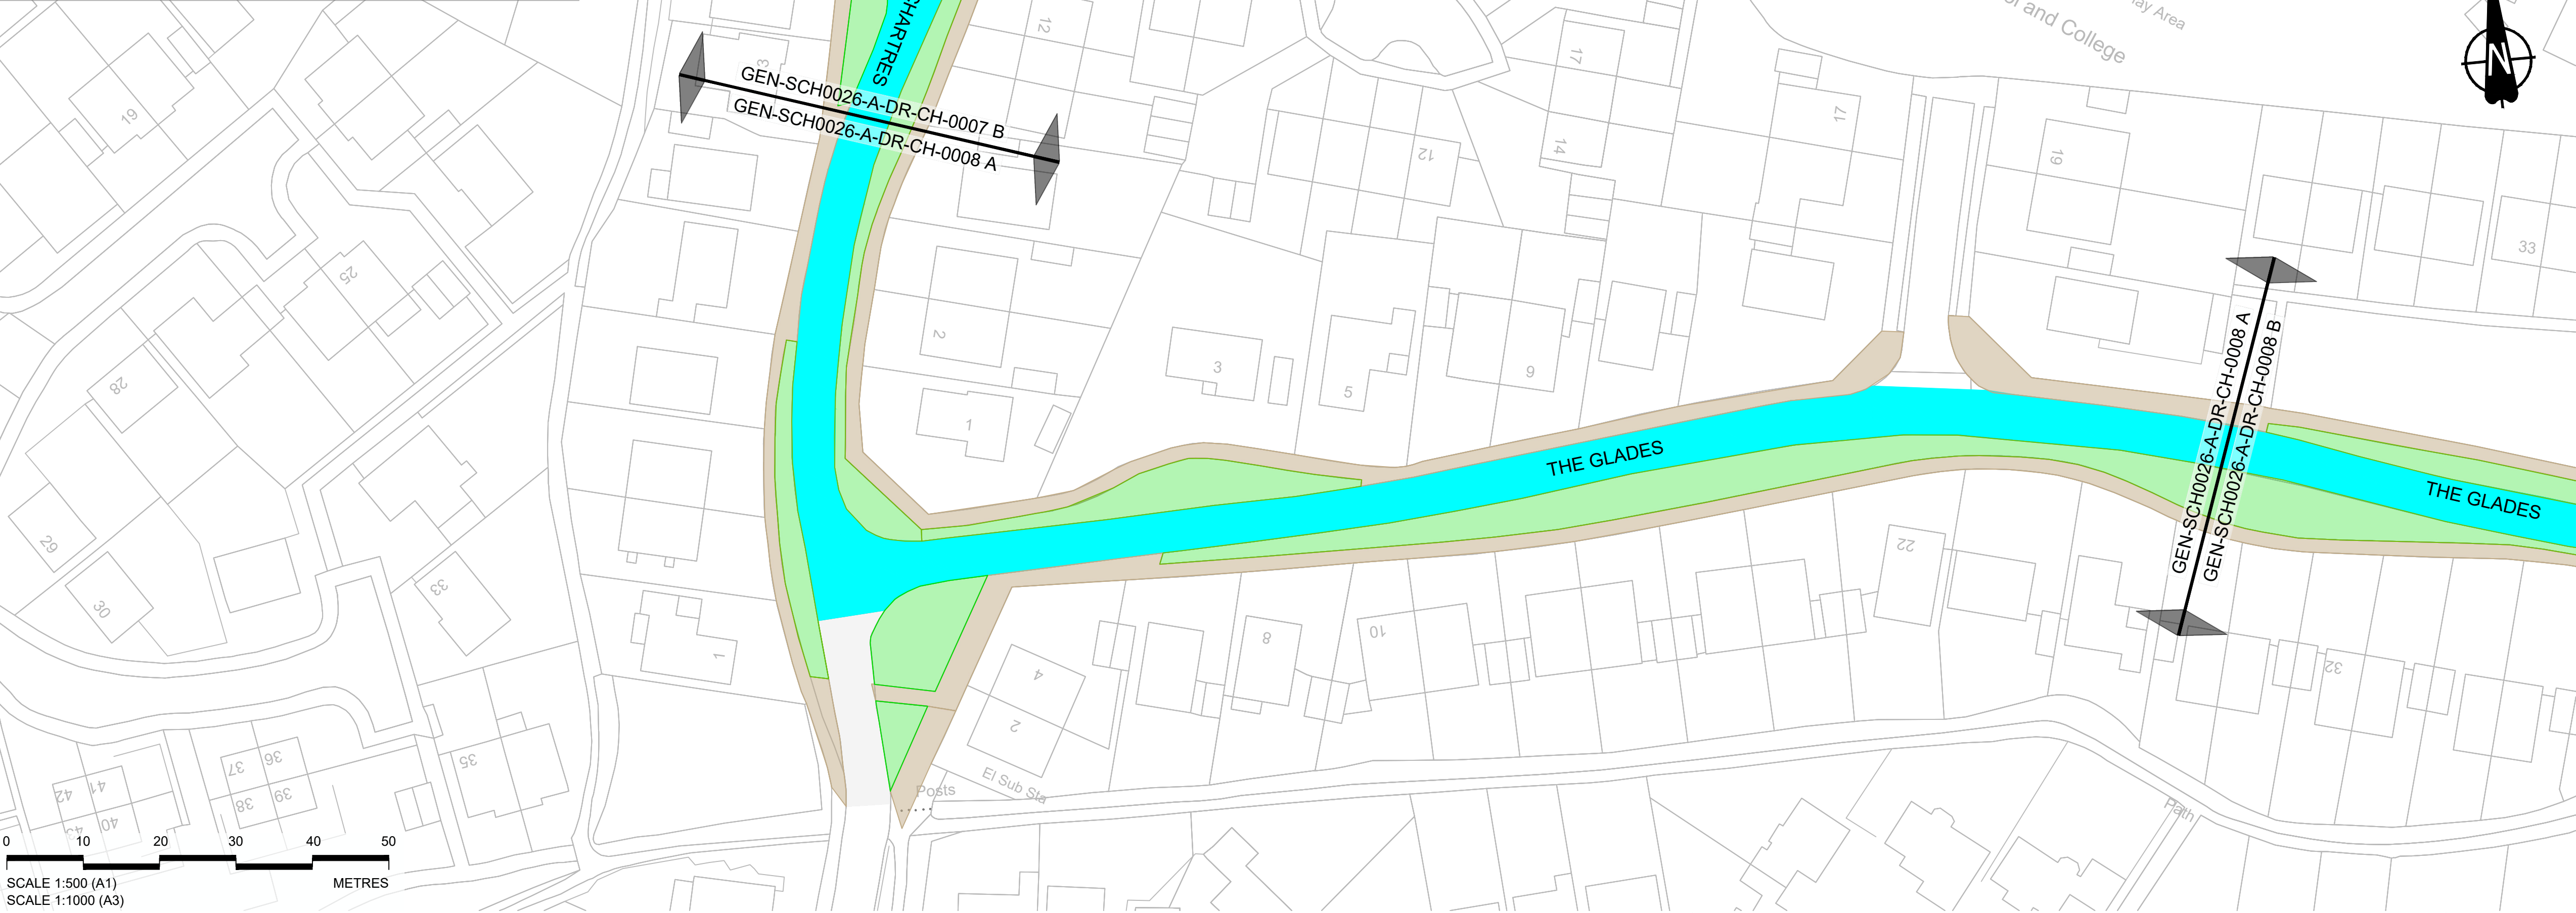 CHARTRES
GEN-SCH0026-A-DR-CH-0007 B
GEN-SCH0026-A-DR-CH-0008 A
and College
Area
N
19
3
12
17
14
12
17
19
33
25
28
2
1
3
5
9
THE GLADES
GEN-SCH0026-A-DR-CH-0008 A
GEN-SCH0026-A-DR-CH-0008 B
THE GLADES
29
30
33
1
4
2
8
10
22
32
El Sub Sta
Posts
Path
35
36
37
38
39
41
42
40
0 10 20 30 40 50
SCALE 1:500 (A1) METRES
SCALE 1:1000 (A3)